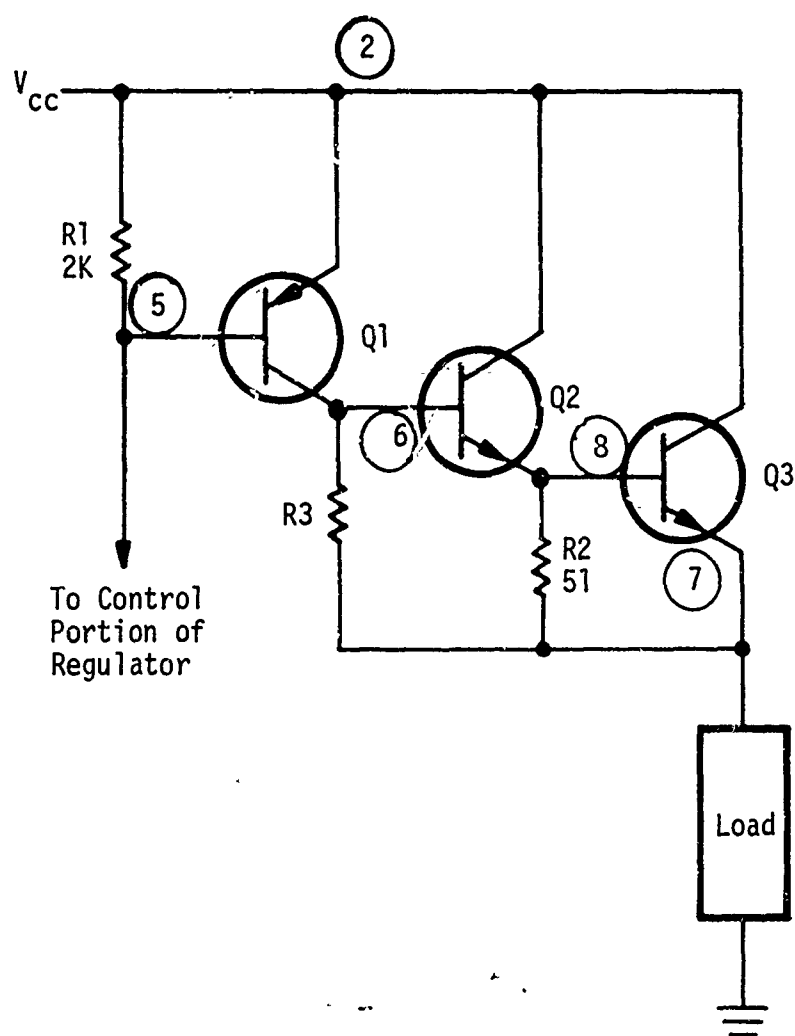 2
Vcc
R1
2K
5
Q1
6
Q2
8
Q3
R3
R2
51
7
To Control
Portion of
Regulator
Load